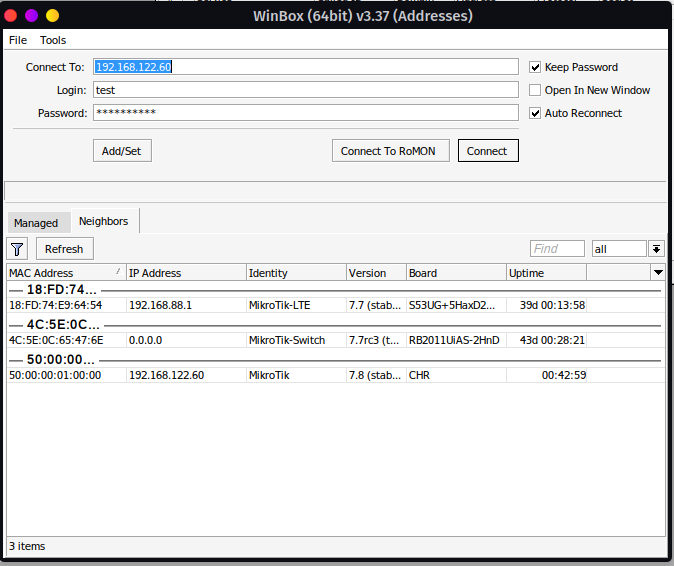 WinBox (64bit) v3.37 (Addresses)
File Tools
Connect To: 192.168.122.60 Keep Password
Login: test Open In New Window
Password: ********** Auto Reconnect
Add/Set Connect To RoMON Connect
Managed Neighbors
Refresh Find all
MAC Address / IP Address Identity Version Board Uptime
18:FD:74...
18:FD:74:E9:64:54 192.168.88.1 MikroTik-LTE 7.7 (stab... S53UG+5HaxD2... 39d 00:13:58
4C:5E:0C...
4C:5E:0C:65:47:6E 0.0.0.0 MikroTik-Switch 7.7rc3 (t... RB2011UiAS-2HnD 43d 00:28:21
50:00:00...
50:00:00:01:00:00 192.168.122.60 MikroTik 7.8 (stab... CHR 00:42:59
3 items